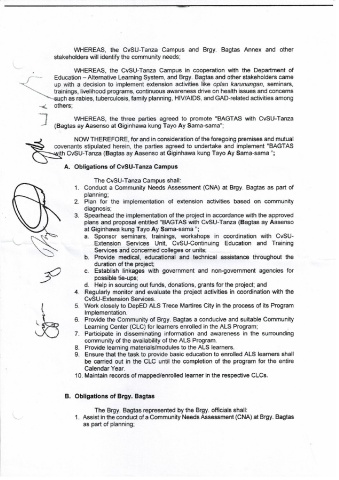 WHEREAS, the CvSU-Tanza Campus and Brgy. Bagtas Annex and other
stakeholders will identify the community needs;
WHEREAS, the CvSU-Tanza Campus in cooperation with the Department of
Education – Alternative Learning System, and Brgy. Bagtas and other stakeholders came
up with a decision to implement extension activities like oplan karunungan, seminars,
trainings, livelihood programs, continuous awareness drive on health issues and concerns
such as rabies, tuberculosis, family planning, HIV/AIDS, and GAD-related activities among
others;
WHEREAS, the three parties agreed to promote "BAGTAS with CvSU-Tanza
(Bagtas ay Aasenso at Giginhawa kung Tayo Ay Sama-sama ";
NOW THEREFORE, for and in consideration of the foregoing premises and mutual
covenants stipulated herein, the parties agreed to undertake and implement "BAGTAS
with CvSU-Tanza (Bagtas ay Aasenso at Giginhawa kung Tayo Ay Sama-sama ";
A. Obligations of CvSU-Tanza Campus
The CvSU-Tanza Campus shall:
1. Conduct a Community Needs Assessment (CNA) at Brgy. Bagtas as part of
planning;
2. Plan for the implementation of extension activities based on community
diagnosis.
3. Spearhead the implementation of project in accordance with the approved
plans and proposal entitled "BAGTAS with CvSU-Tanza (Bagtas ay Aasenso
at Giginhawa kung Tayo Ay Sama-sama ";
a. Sponsor seminars, trainings, workshops in coordination with CvSU-
Extension Services Unit, CvSU-Continuing Education and Training
Services and concerned colleges or units;
b. Provide medical, educational and technical assistance throughout the
duration of the project;
c. Establish linkages with government and non-government agencies for
possible tie-ups;
d. Help in sourcing out funds, donations, grants for the project; and
4. Regularly monitor and evaluate the project activities in coordination with the
CvSU-Extension Services.
5. Work closely to DepED ALS Trece Martires City in the process of its Program
Implementation.
6. Provide the Community of Brgy. Bagtas a conducive and suitable Community
Learning Center (CLC) for learners enrolled in the ALS Program;
7. Participate in disseminating information and awareness in the surrounding
community of the availability of the ALS Program.
8. Provide learning materials/modules to the ALS learners.
9. Ensure that the task to provide basic education to enrolled ALS learners shall
be carried out in the CLC until the completion of the program for the entire
Calendar Year.
10. Maintain records of mapped/enrolled learner in the respective CLCs.
B. Obligations of Brgy. Bagtas
The Brgy. Bagtas represented by the Brgy. officials shall:
1. Assist in the conduct of a Community Needs Assessment (CNA) at Brgy. Bagtas
as part of planning;